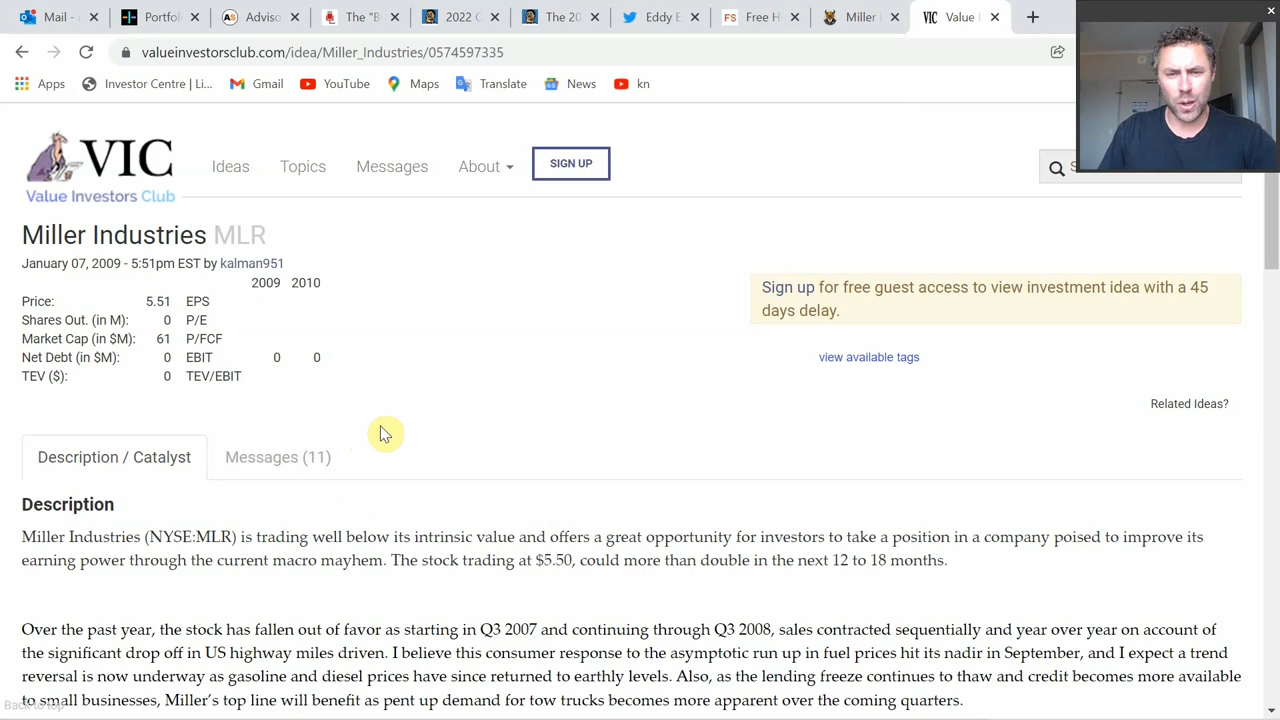 Mail -
Portfol
Adviso
The "B
2022 C
The 20
Eddy E
Free H
Miller I
Value I
valueinvestorsclub.com/idea/Miller_Industries/0574597335
Apps
Investor Centre | Li...
Gmail
YouTube
Maps
Translate
News
kn
VIC
Value Investors Club
Ideas
Topics
Messages
About
SIGN UP
Miller Industries MLR
January 07, 2009 - 5:51pm EST by kalman951
2009 2010
Price: 5.51 EPS
Shares Out. (in M): 0 P/E
Market Cap (in $M): 61 P/FCF
Net Debt (in $M): 0 EBIT 0 0
TEV ($): 0 TEV/EBIT
Sign up for free guest access to view investment idea with a 45
days delay.
view available tags
Related Ideas?
Description / Catalyst
Messages (11)
Description
Miller Industries (NYSE:MLR) is trading well below its intrinsic value and offers a great opportunity for investors to take a position in a company poised to improve its
earning power through the current macro mayhem. The stock trading at $5.50, could more than double in the next 12 to 18 months.
Over the past year, the stock has fallen out of favor as starting in Q3 2007 and continuing through Q3 2008, sales contracted sequentially and year over year on account of
the significant drop off in US highway miles driven. I believe this consumer response to the asymptotic run up in fuel prices hit its nadir in September, and I expect a trend
reversal is now underway as gasoline and diesel prices have since returned to earthly levels. Also, as the lending freeze continues to thaw and credit becomes more available
to small businesses, Miller's top line will benefit as pent up demand for tow trucks becomes more apparent over the coming quarters.
Back to top